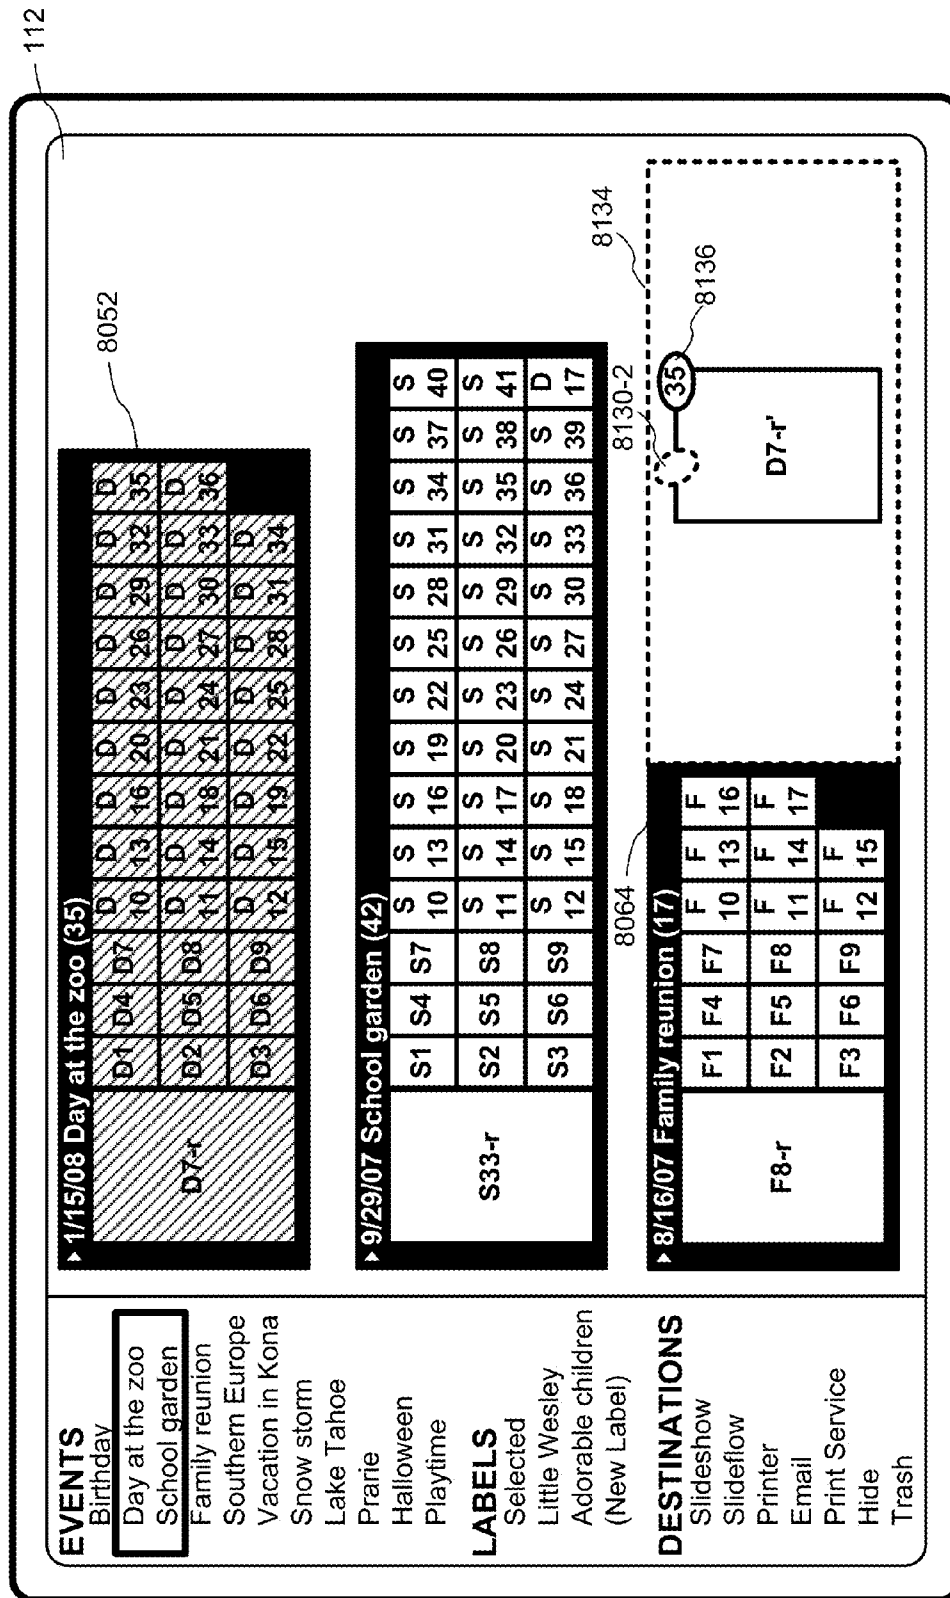 112
EVENTS
Birthday
Day at the zoo
School garden
Family reunion
Southern Europe
Vacation in Kona
Snow storm
Lake Tahoe
Prarie
Halloween
Playtime
LABELS
Selected
Little Wesley
Adorable children
(New Label)
DESTINATIONS
Slideshow
Slideflow
Printer
Email
Print Service
Hide
Trash
1/15/08 Day at the zoo (35)
8052
D7-r
D1 D4 D7 D 10 D 13 D 16 D 20 D 23 D 26 D 29 D 32 D 35
D2 D5 D8 D 11 D 14 D 18 D 21 D 24 D 27 D 30 D 33 D 36
D3 D6 D9 D 12 D 15 D 19 D 22 D 25 D 28 D 31 D 34
9/29/07 School garden (42)
S33-r
S1 S4 S7 S 10 S 13 S 16 S 19 S 22 S 25 S 28 S 31 S 34 S 37 S 40
S2 S5 S8 S 11 S 14 S 17 S 20 S 23 S 26 S 29 S 32 S 35 S 38 S 41
S3 S6 S9 S 12 S 15 S 18 S 21 S 24 S 27 S 30 S 33 S 36 S 39 D 17
8064
8130-2
8134
8136
8/16/07 Family reunion (17)
F8-r
F1 F4 F7 F 10 F 13 F 16
F2 F5 F8 F 11 F 14 F 17
F3 F6 F9 F 12 F 15
35
D7-r'